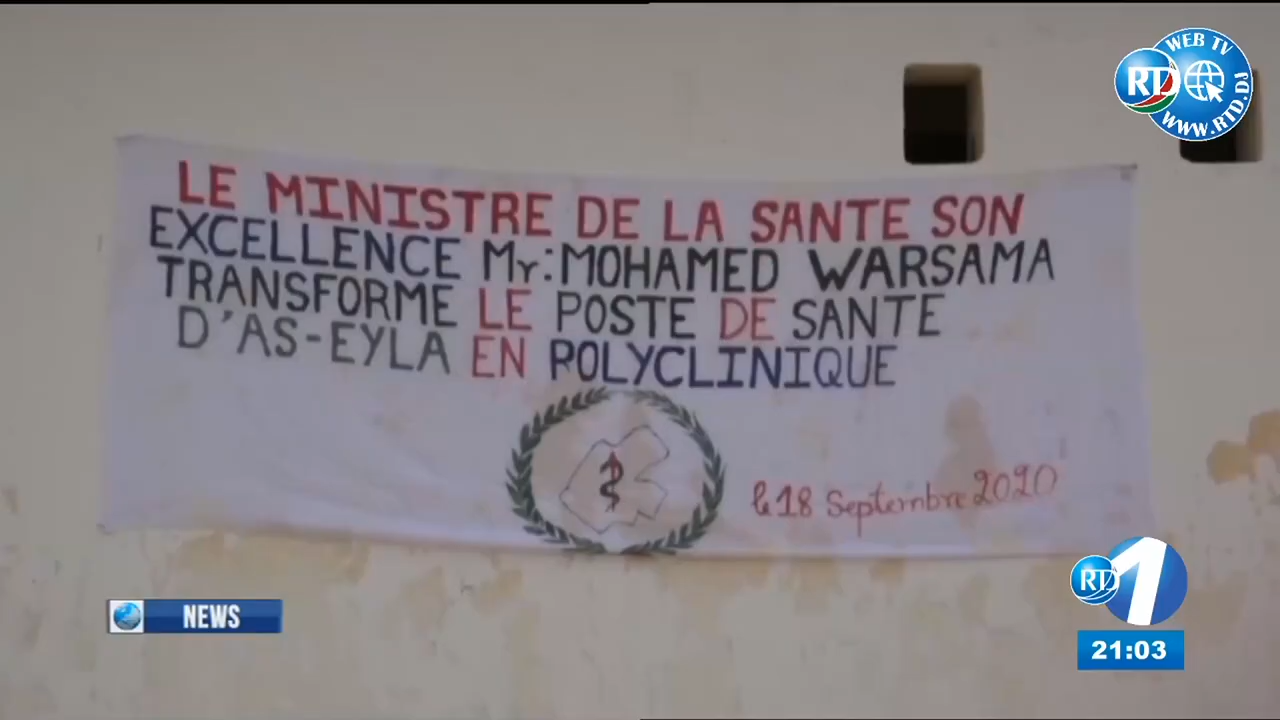 WEB TV
RTD
WWW.RTD.DJ
LE MINISTRE DE LA SANTE SON
EXCELLENCE Mr:MOHAMED WARSAMA
TRANSFORME LE POSTE DE SANTE
D'AS-EYLA EN POLYCLINIQUE
le 18 Septembre 2020
NEWS
RTD 1
21:03